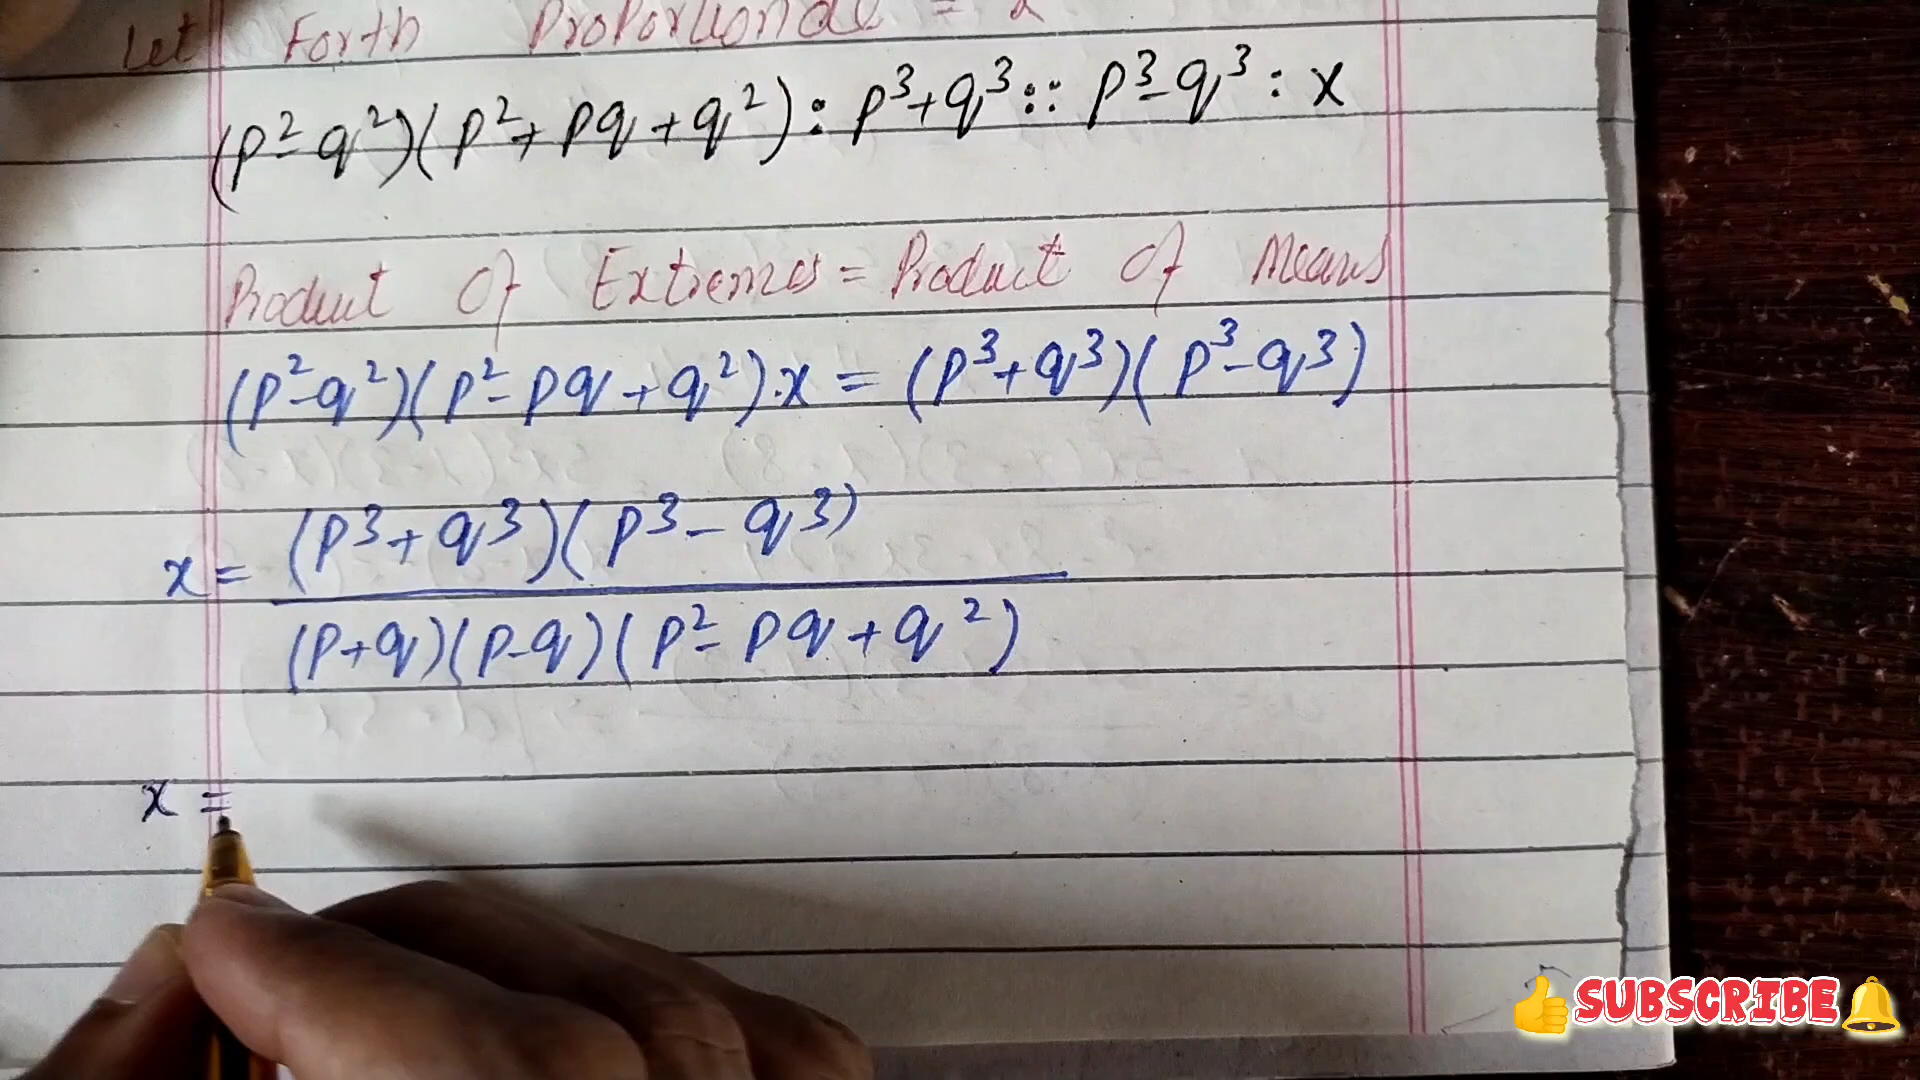 Let Forth Proportional = x
(p²-q²)(p²+pq+q²) : p³+q³ :: p³-q³ : x
Product Of Extremes = Product Of Means
(p²-q²)(p²-pq+q²).x = (p³+q³)(p³-q³)
x = (p³+q³)(p³-q³)
(p+q)(p-q)(p²-pq+q²)
x =
SUBSCRIBE